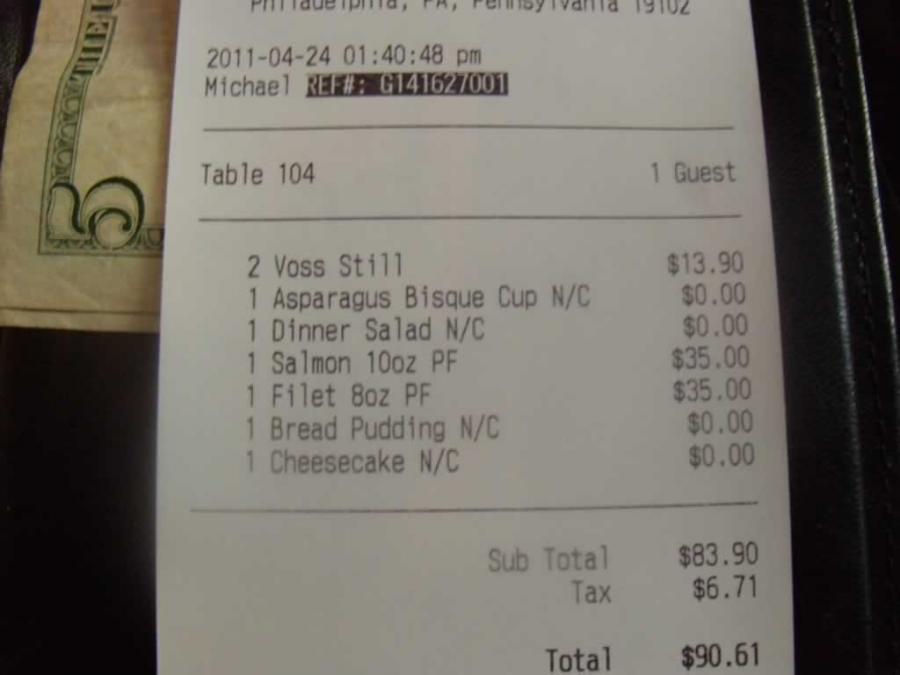 Philadelphia, PA, Pennsylvania 19102
2011-04-24 01:40:48 pm
Michael REF#: G141627001
Table 104 1 Guest
2 Voss Still $13.90
1 Asparagus Bisque Cup N/C $0.00
1 Dinner Salad N/C $0.00
1 Salmon 10oz PF $35.00
1 Filet 8oz PF $35.00
1 Bread Pudding N/C $0.00
1 Cheesecake N/C $0.00
Sub Total $83.90
Tax $6.71
Total $90.61
5
THE